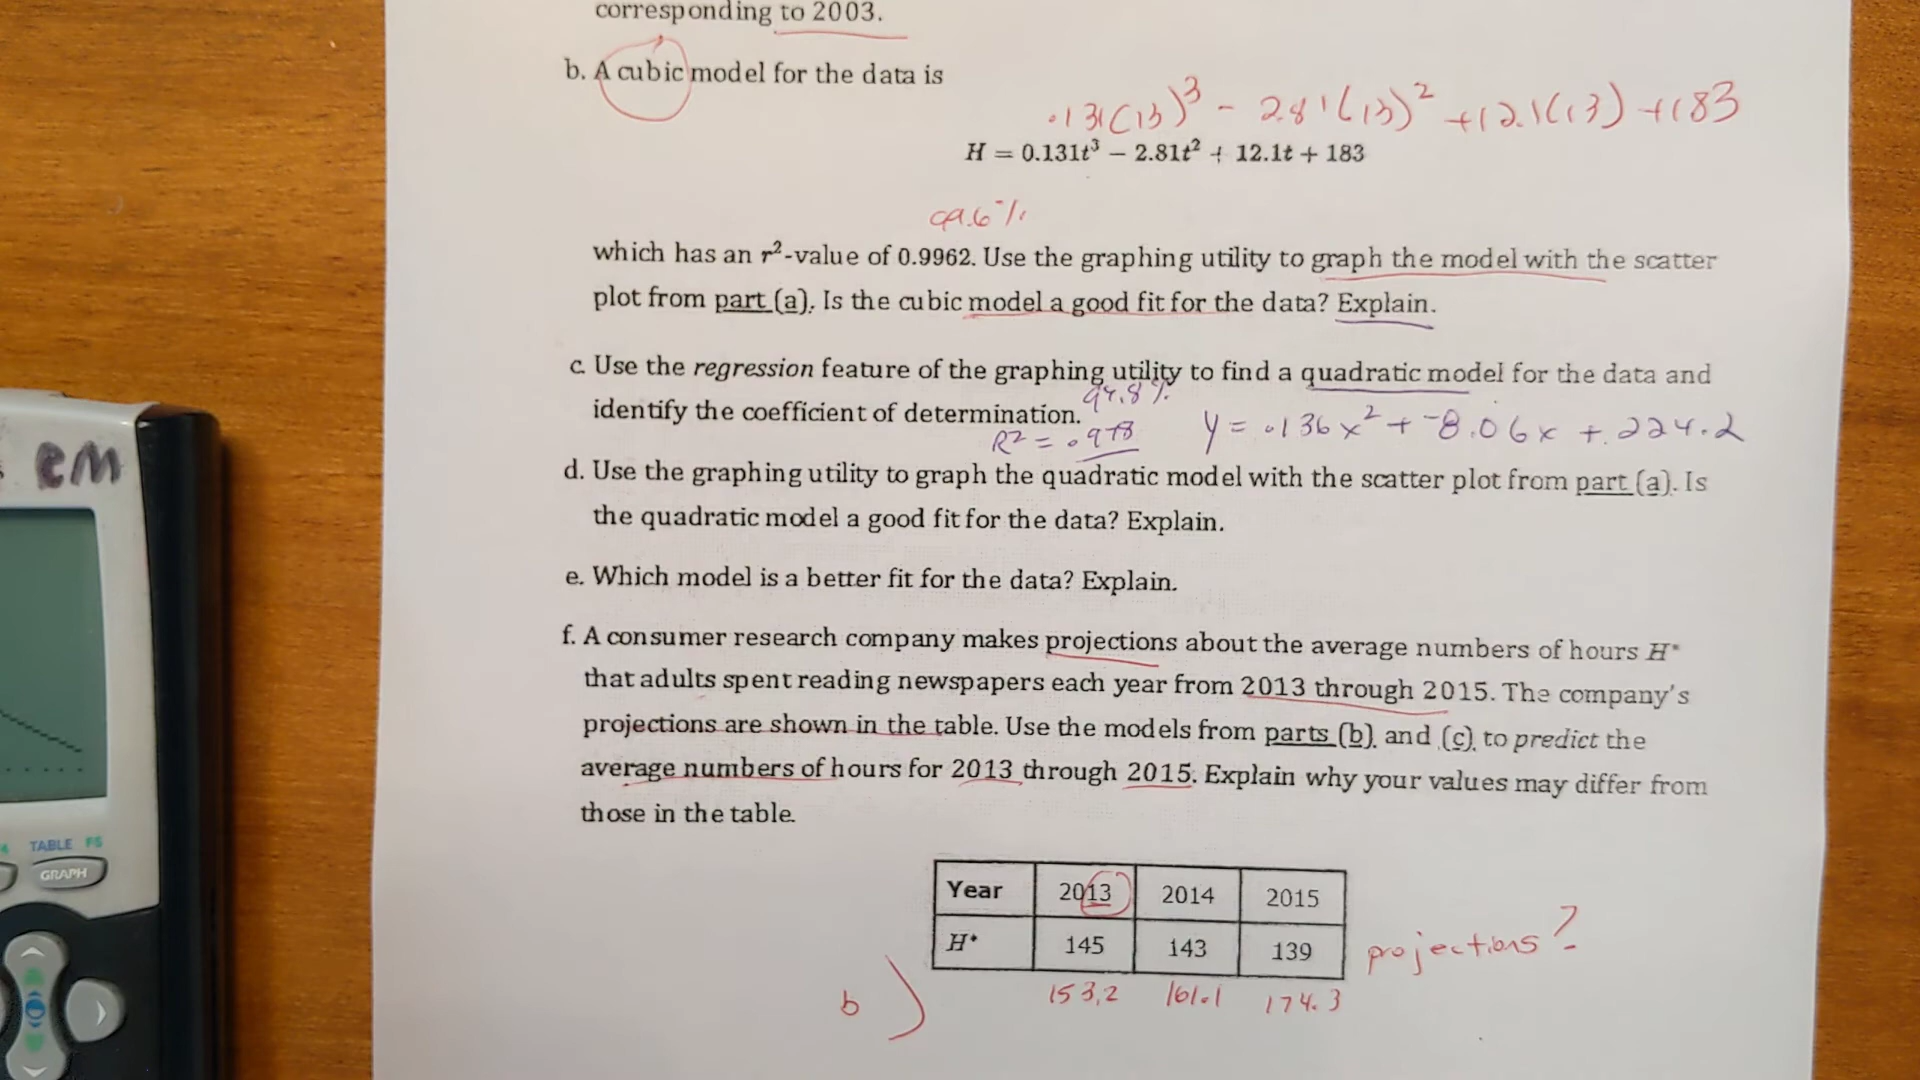 corresponding to 2003.
b. A cubic model for the data is
.131(13)³ - 2.81(13)² + 12.1(13) + 183
H = 0.131t³ − 2.81t² + 12.1t + 183
99.6%
which has an r²-value of 0.9962. Use the graphing utility to graph the model with the scatter
plot from part (a). Is the cubic model a good fit for the data? Explain.
c. Use the regression feature of the graphing utility to find a quadratic model for the data and
identify the coefficient of determination.
R² =
y = .136x² + -8.06x + 224.2
d. Use the graphing utility to graph the quadratic model with the scatter plot from part (a). Is
the quadratic model a good fit for the data? Explain.
e. Which model is a better fit for the data? Explain.
f. A consumer research company makes projections about the average numbers of hours H*
that adults spent reading newspapers each year from 2013 through 2015. The company's
projections are shown in the table. Use the models from parts (b) and (c) to predict the
average numbers of hours for 2013 through 2015. Explain why your values may differ from
those in the table.
Year 2013 2014 2015
H* 145 143 139
projections?
b) 153.2 161.1 174.3
em
TABLE F5
GRAPH